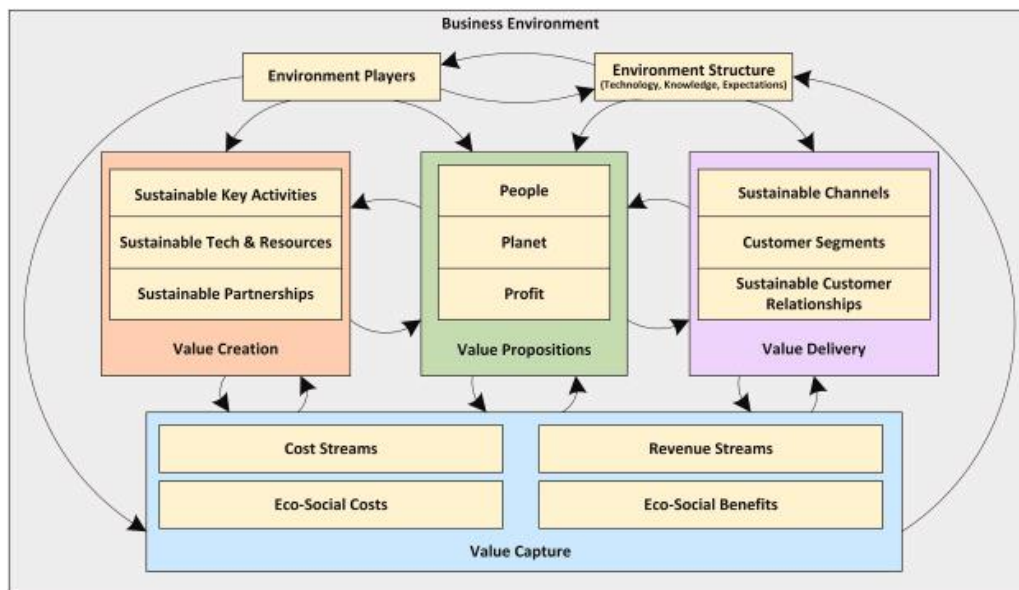 Business Environment
Environment Players
Environment Structure
(Technology, Knowledge, Expectations)
Sustainable Key Activities
Sustainable Tech & Resources
Sustainable Partnerships
Value Creation
People
Planet
Profit
Value Propositions
Sustainable Channels
Customer Segments
Sustainable Customer
Relationships
Value Delivery
Cost Streams
Revenue Streams
Eco-Social Costs
Eco-Social Benefits
Value Capture